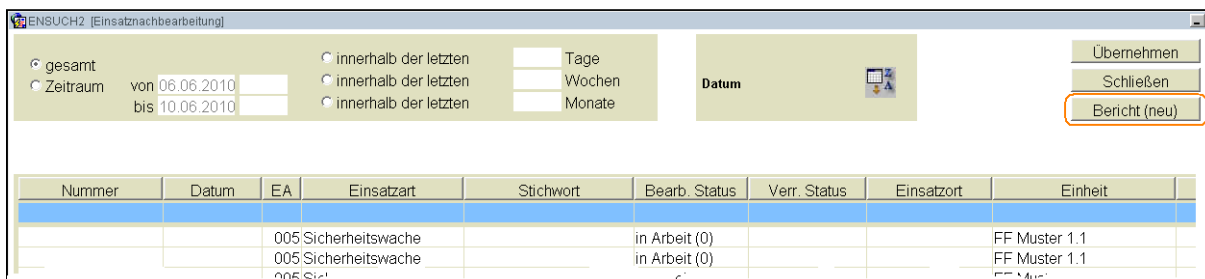 ENSUCH2 [Einsatznachbearbeitung]
gesamt
Zeitraum von 06.06.2010
bis 10.06.2010
innerhalb der letzten Tage
innerhalb der letzten Wochen
innerhalb der letzten Monate
Datum
Z A
Übernehmen
Schließen
Bericht (neu)
Nummer Datum EA Einsatzart Stichwort Bearb. Status Verr. Status Einsatzort Einheit
005 Sicherheitswache in Arbeit (0) FF Muster 1.1
005 Sicherheitswache in Arbeit (0) FF Muster 1.1